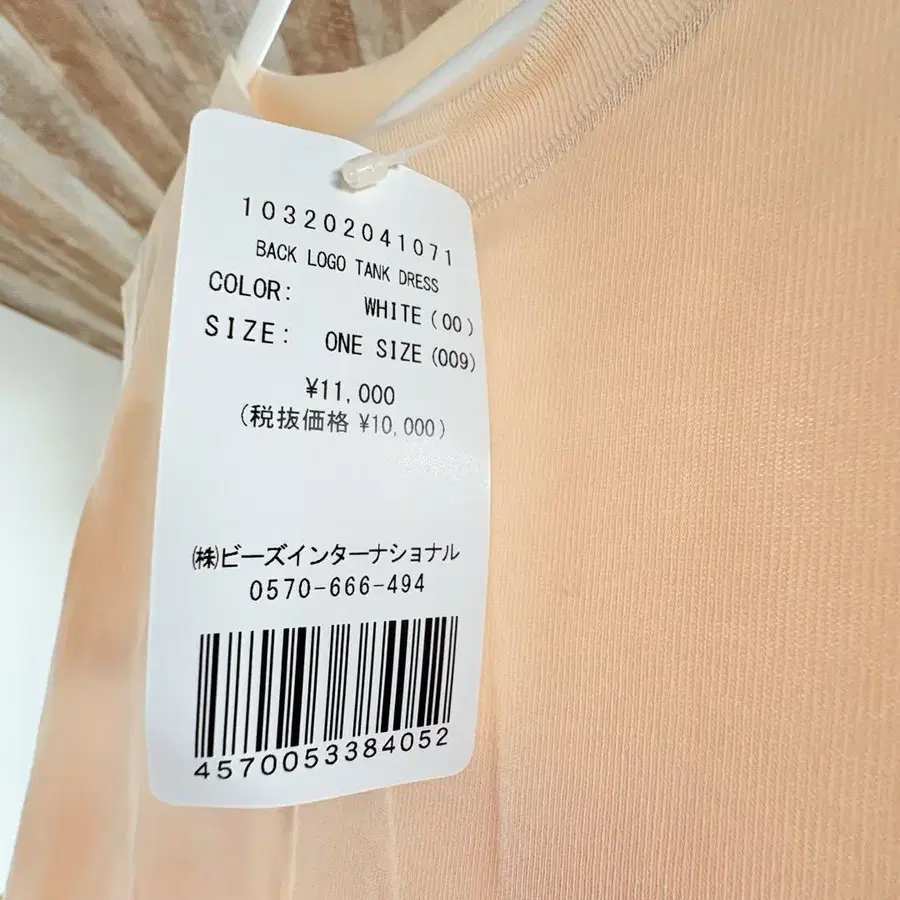 103202041071
BACK LOGO TANK DRESS
COLOR: WHITE(00)
SIZE: ONE SIZE(009)
¥11,000
(税抜価格 ¥10,000)
㈱ビーズインターナショナル
0570-666-494
4570053384052